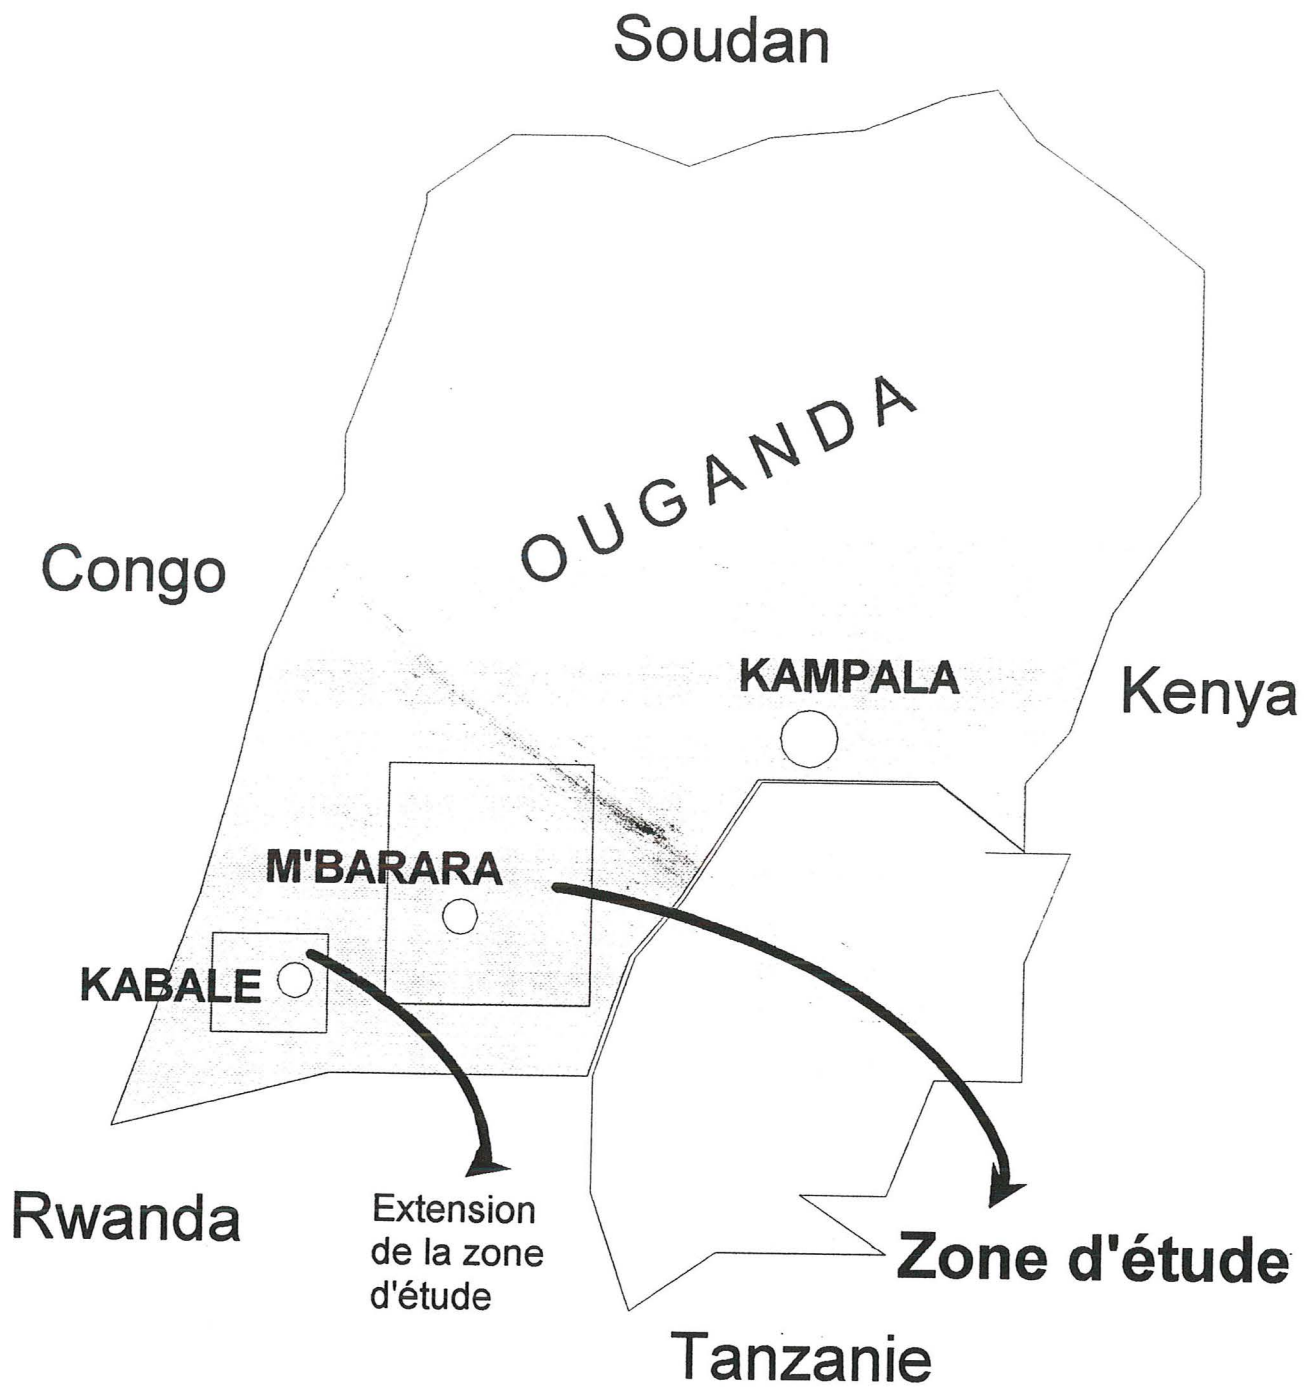 Soudan
OUGANDA
Congo
KAMPALA
Kenya
M'BARARA
KABALE
Rwanda
Extension
de la zone
d'étude
Zone d'étude
Tanzanie